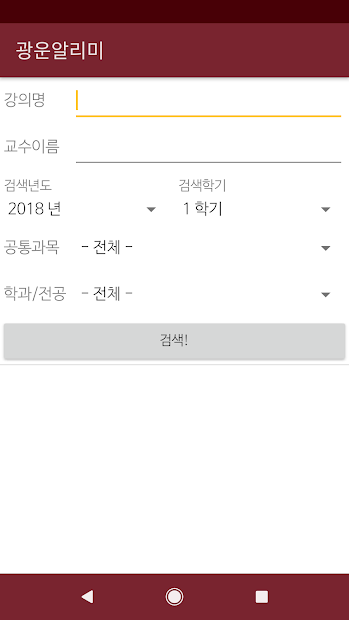 광운알리미
강의명
교수이름
검색년도 검색학기
2018 년 1 학기
공통과목 - 전체 -
학과/전공 - 전체 -
검색!